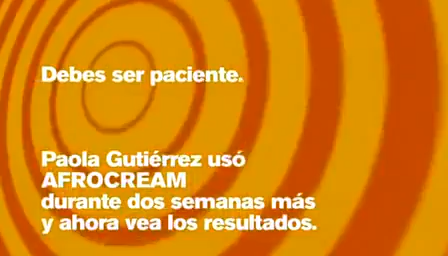 Debes ser paciente.
Paola Gutiérrez usó
AFROCREAM
durante dos semanas más
y ahora vea los resultados.